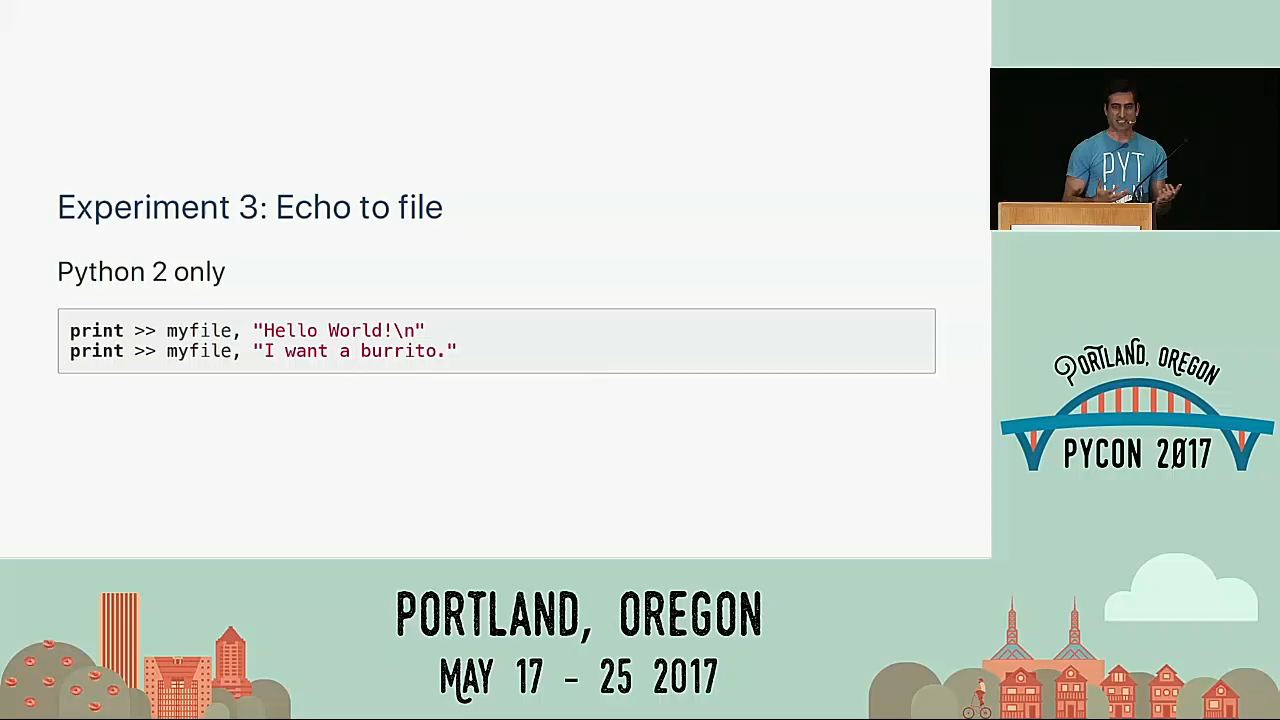 Experiment 3: Echo to file
Python 2 only
print >> myfile, "Hello World!\n"
print >> myfile, "I want a burrito."
PYT
PORTLAND, OREGON
PYCON 2017
PORTLAND, OREGON
MAY 17 - 25 2017